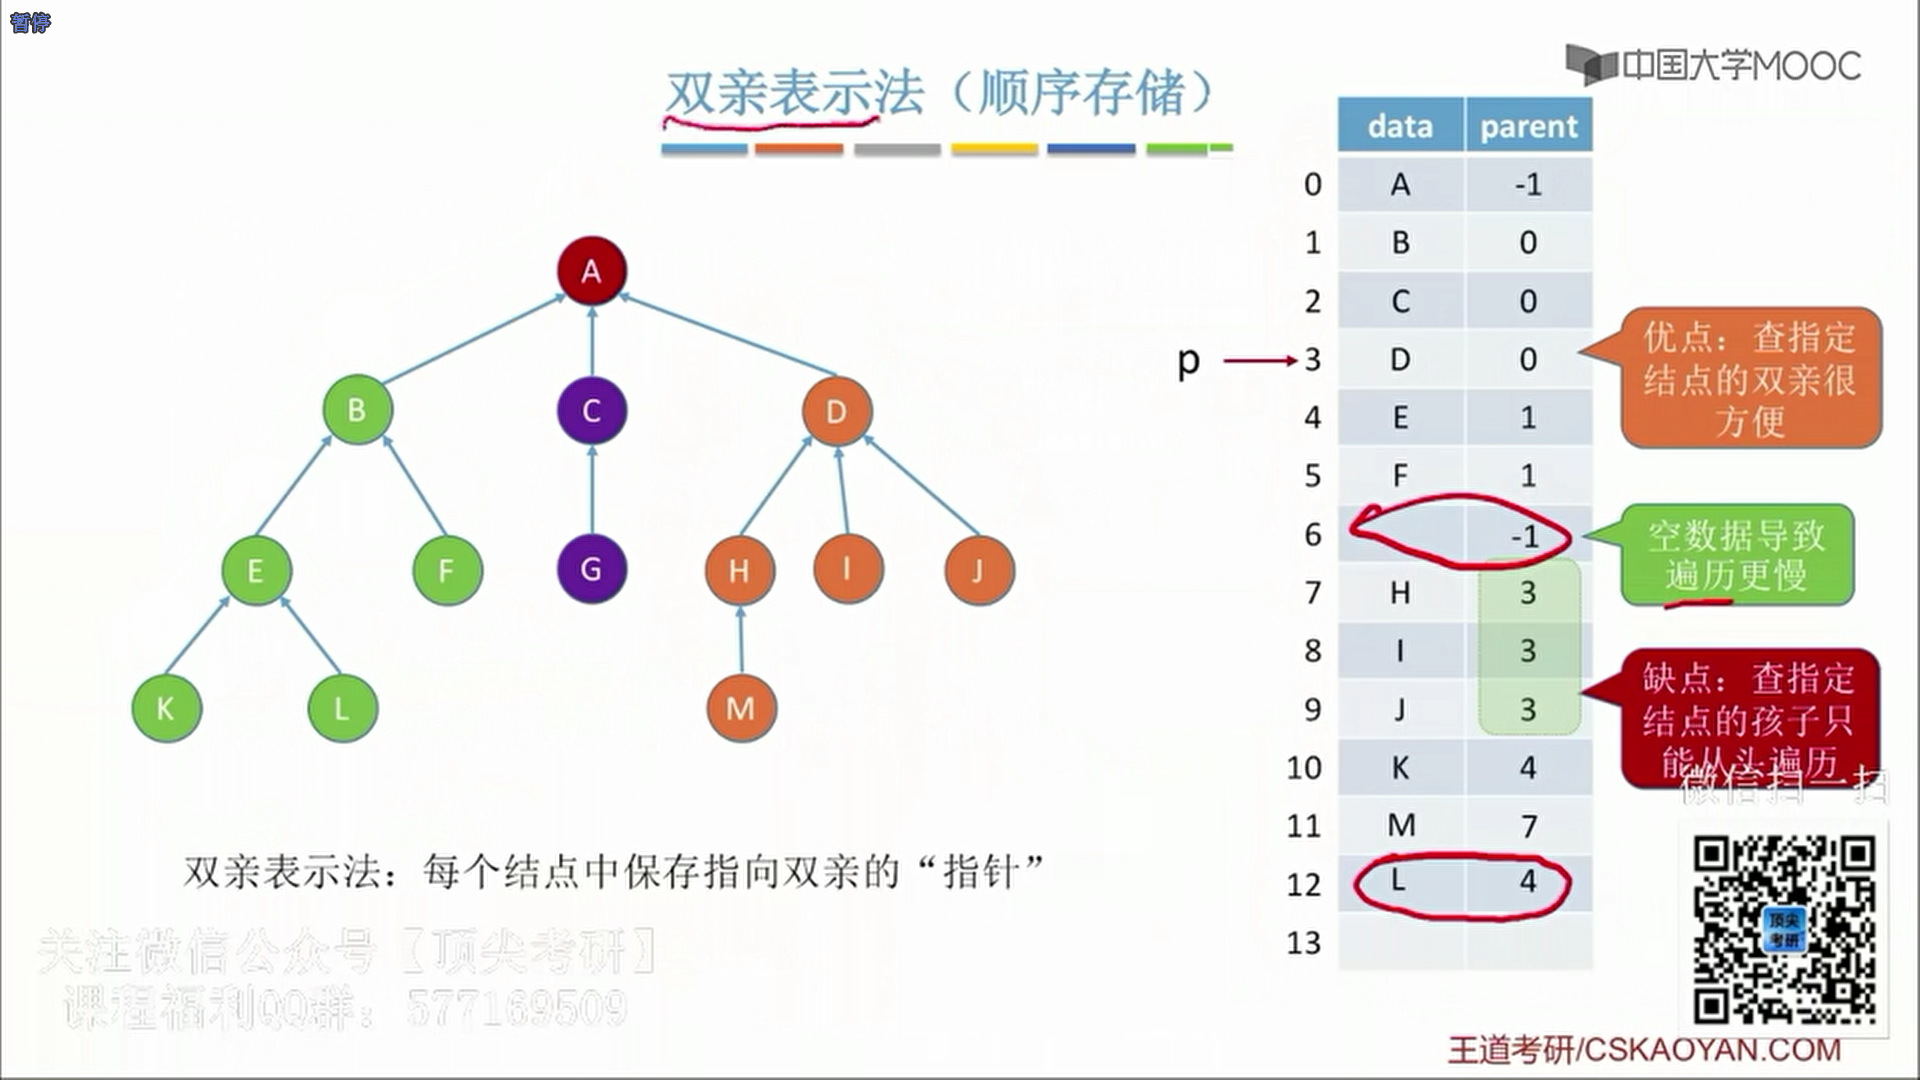 暂停
中国大学MOOC
双亲表示法（顺序存储）
data parent
0 A -1
1 B 0
2 C 0
p 3 D 0
4 E 1
5 F 1
6 -1
7 H 3
8 I 3
9 J 3
10 K 4
11 M 7
12 L 4
13
A
B C D
E F G H I J
K L M
优点：查指定
结点的双亲很
方便
空数据导致
遍历更慢
缺点：查指定
结点的孩子只
能从头遍历
微信扫一扫
双亲表示法：每个结点中保存指向双亲的“指针”
关注微信公众号【顶尖考研】
课程福利QQ群：577169509
顶尖
考研
王道考研/CSKAOYAN.COM